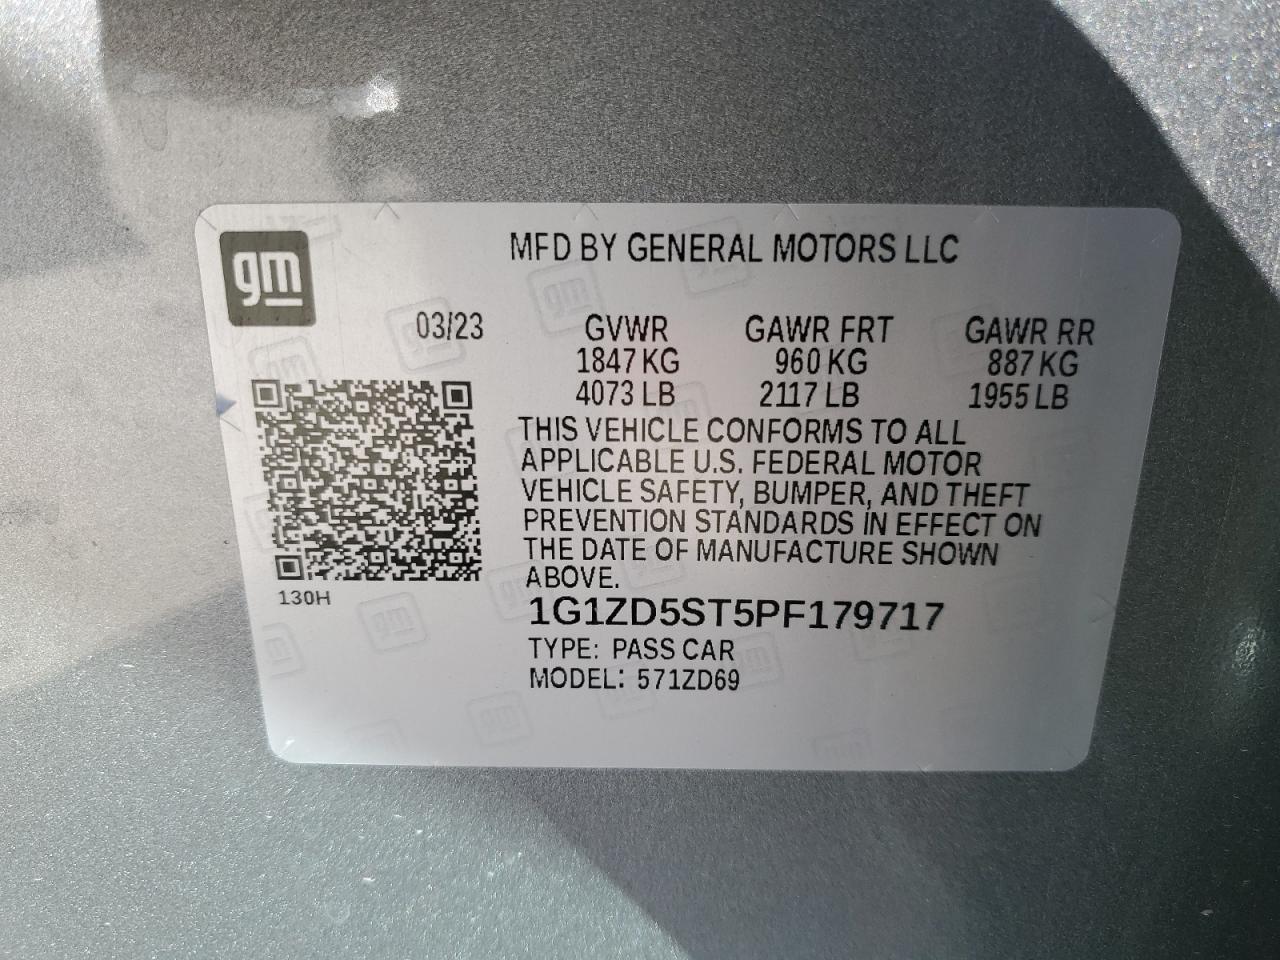 gm
MFD BY GENERAL MOTORS LLC
03/23 GVWR GAWR FRT GAWR RR
1847 KG 960 KG 887 KG
4073 LB 2117 LB 1955 LB
THIS VEHICLE CONFORMS TO ALL
APPLICABLE U.S. FEDERAL MOTOR
VEHICLE SAFETY, BUMPER, AND THEFT
PREVENTION STANDARDS IN EFFECT ON
THE DATE OF MANUFACTURE SHOWN
ABOVE.
130H
1G1ZD5ST5PF179717
TYPE: PASS CAR
MODEL: 571ZD69